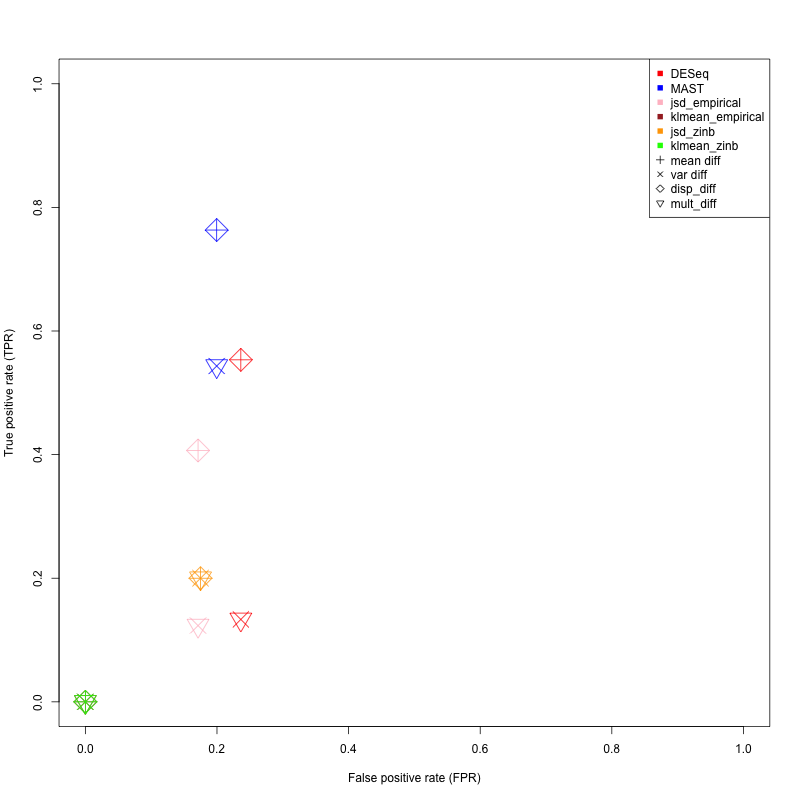 DESeq
MAST
jsd_empirical
klmean_empirical
jsd_zinb
klmean_zinb
mean diff
var diff
disp_diff
mult_diff
True positive rate (TPR)
1.0
0.8
0.6
0.4
0.2
0.0
0.0 0.2 0.4 0.6 0.8 1.0
False positive rate (FPR)